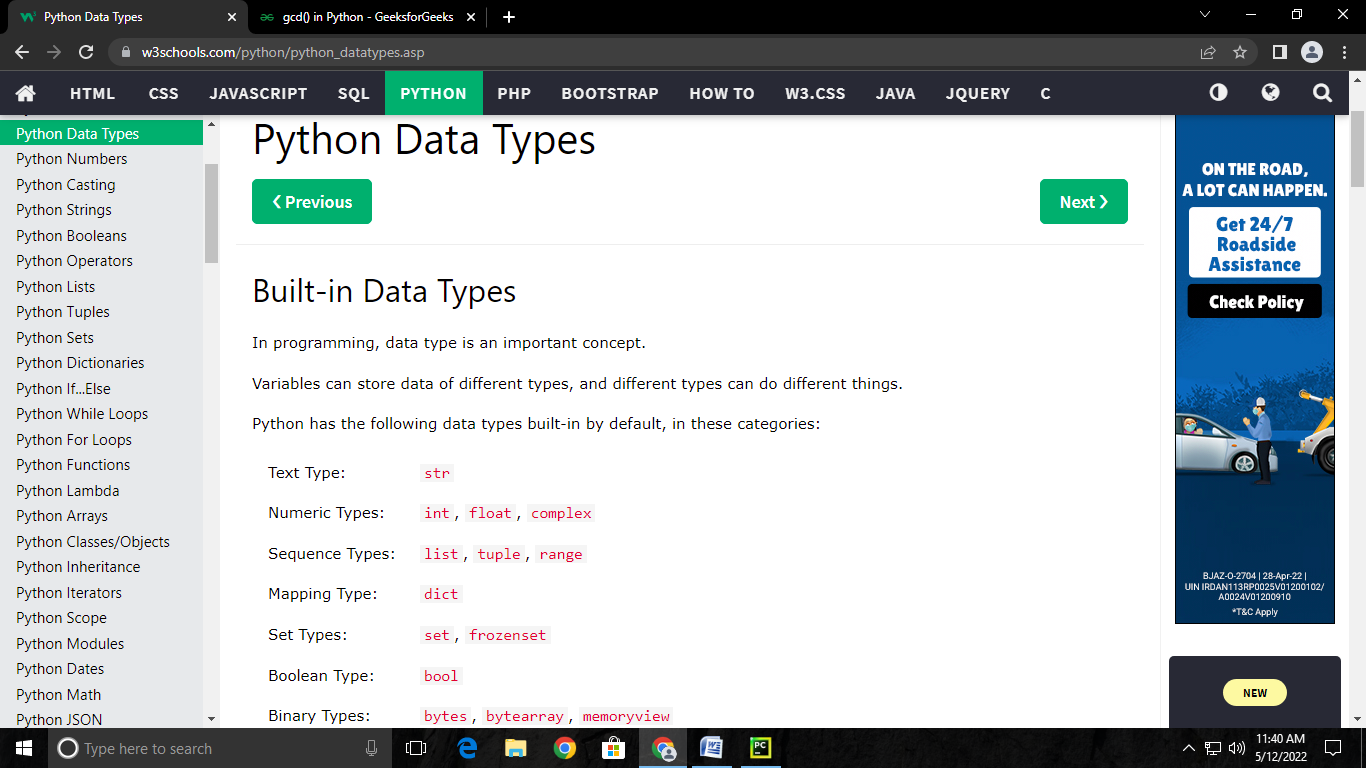 Python Data Types
gcd() in Python - GeeksforGeeks
w3schools.com/python/python_datatypes.asp
HTML CSS JAVASCRIPT SQL PYTHON PHP BOOTSTRAP HOW TO W3.CSS JAVA JQUERY C
Python Data Types
Python Numbers
Python Casting
Python Strings
Python Booleans
Python Operators
Python Lists
Python Tuples
Python Sets
Python Dictionaries
Python If...Else
Python While Loops
Python For Loops
Python Functions
Python Lambda
Python Arrays
Python Classes/Objects
Python Inheritance
Python Iterators
Python Scope
Python Modules
Python Dates
Python Math
Python JSON
Python Data Types
❮ Previous
Next ❯
Built-in Data Types
In programming, data type is an important concept.
Variables can store data of different types, and different types can do different things.
Python has the following data types built-in by default, in these categories:
Text Type: str
Numeric Types: int, float, complex
Sequence Types: list, tuple, range
Mapping Type: dict
Set Types: set, frozenset
Boolean Type: bool
Binary Types: bytes, bytearray, memoryview
ON THE ROAD,
A LOT CAN HAPPEN.
Get 24/7
Roadside
Assistance
Check Policy
BJAZ-O-2704 | 28-Apr-22 |
UIN IRDAN113RP0025V01200102/
A0024V01200910
*T&C Apply
NEW
Type here to search
W
PC
11:40 AM
5/12/2022